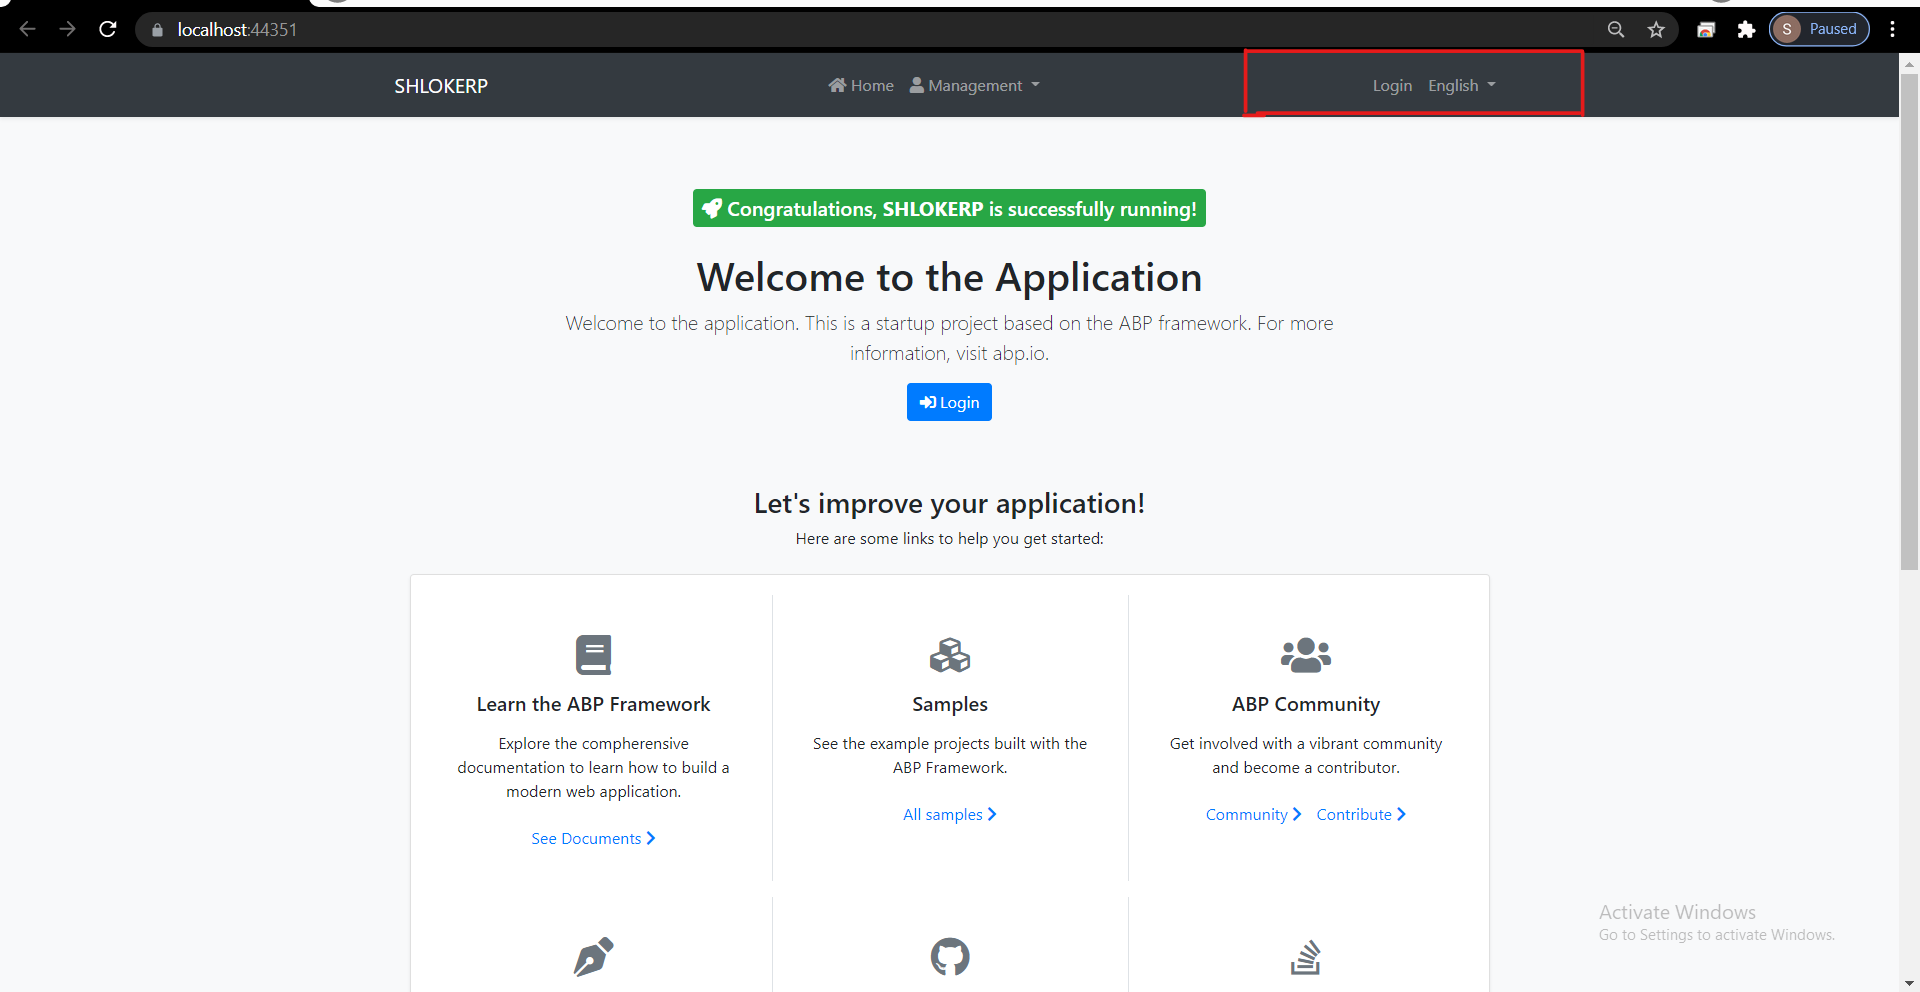 localhost:44351
S Paused
SHLOKERP
Home Management
Login English
Congratulations, SHLOKERP is successfully running!
Welcome to the Application
Welcome to the application. This is a startup project based on the ABP framework. For more
information, visit abp.io.
Login
Let's improve your application!
Here are some links to help you get started:
Learn the ABP Framework
Explore the compherensive
documentation to learn how to build a
modern web application.
See Documents
Samples
See the example projects built with the
ABP Framework.
All samples
ABP Community
Get involved with a vibrant community
and become a contributor.
Community Contribute
Activate Windows
Go to Settings to activate Windows.